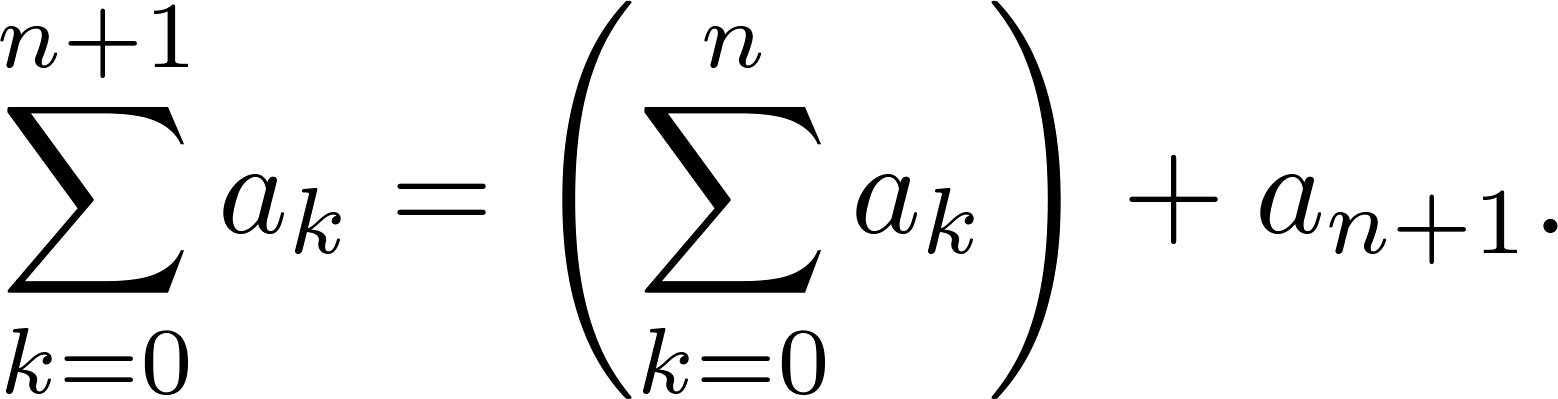 \sum_{k=0}^{n+1} a_k = \left( \sum_{k=0}^{n} a_k \right) + a_{n+1}.